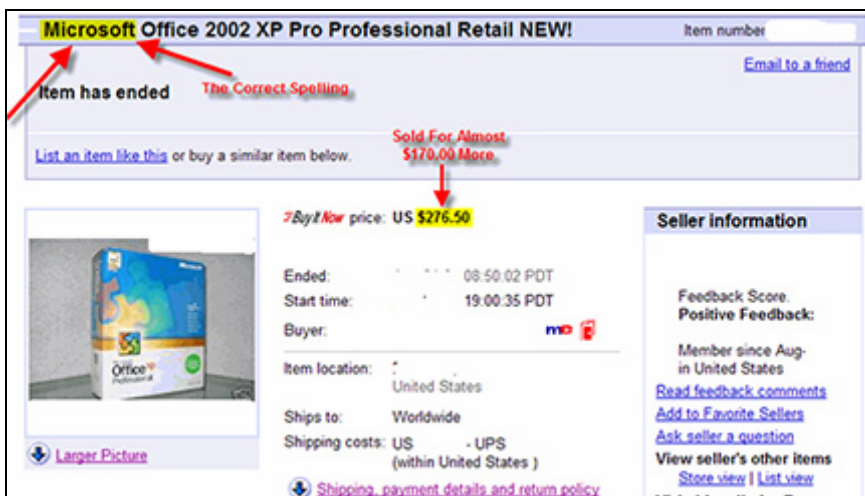 Microsoft Office 2002 XP Pro Professional Retail NEW!
Item number
Email to a friend
Item has ended
The Correct Spelling
Sold For Almost
$170.00 More
List an item like this or buy a similar item below.
Buy It Now price: US $276.50
Seller information
Microsoft
Office xp
Professional
Ended: 08:50:02 PDT
Start time: 19:00:35 PDT
Buyer: me
Feedback Score.
Positive Feedback:
Item location:
United States
Member since Aug-
in United States
Ships to: Worldwide
Read feedback comments
Add to Favorite Sellers
Shipping costs: US - UPS
(within United States )
Ask seller a question
Larger Picture
View seller's other items
Store view | List view
Shipping, payment details and return policy